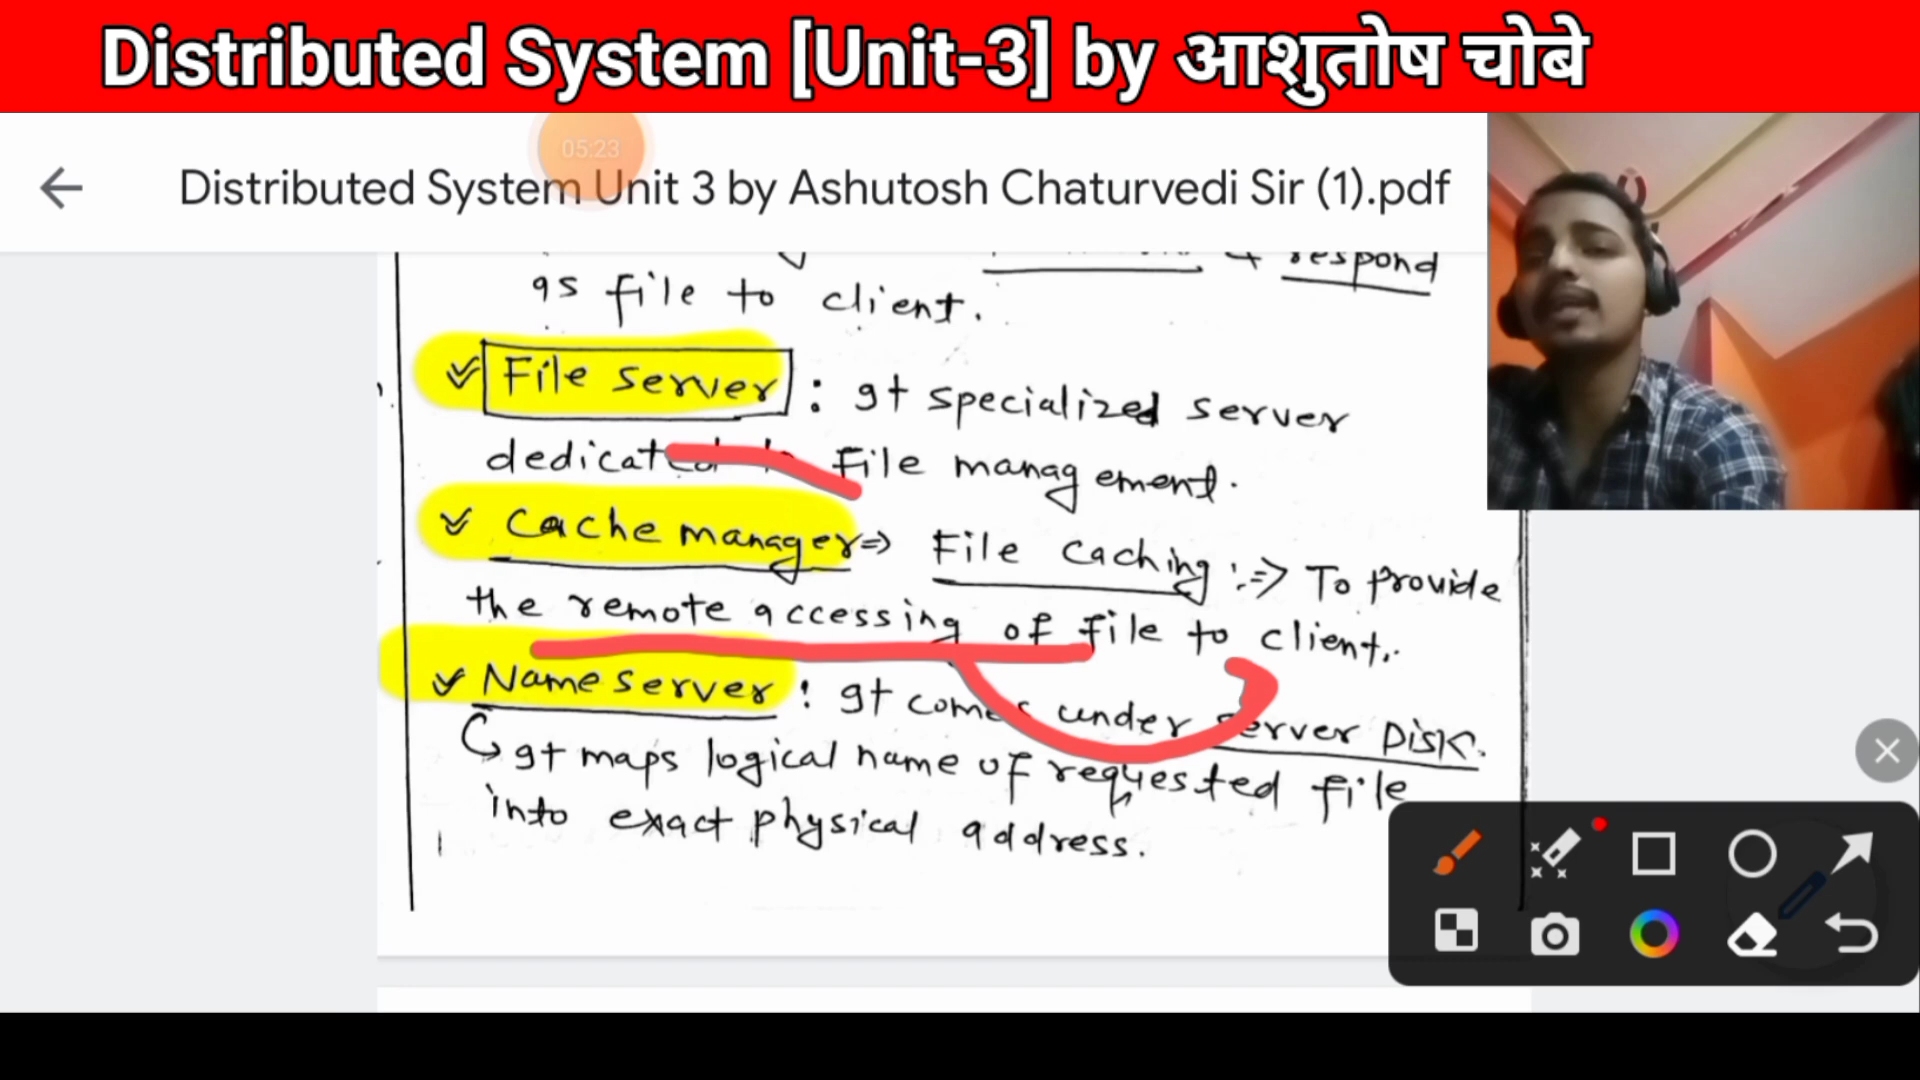 Distributed System [Unit-3] by आशुतोष चोबे
05:23
Distributed System Unit 3 by Ashutosh Chaturvedi Sir (1).pdf
respond
as file to client.
File server : It specialized server
dedicated to File management.
Cache manager => File caching :=> To provide
the remote accessing of file to client.
Name server : It comes under server Disk.
It maps logical name of requested file
into exact physical address.